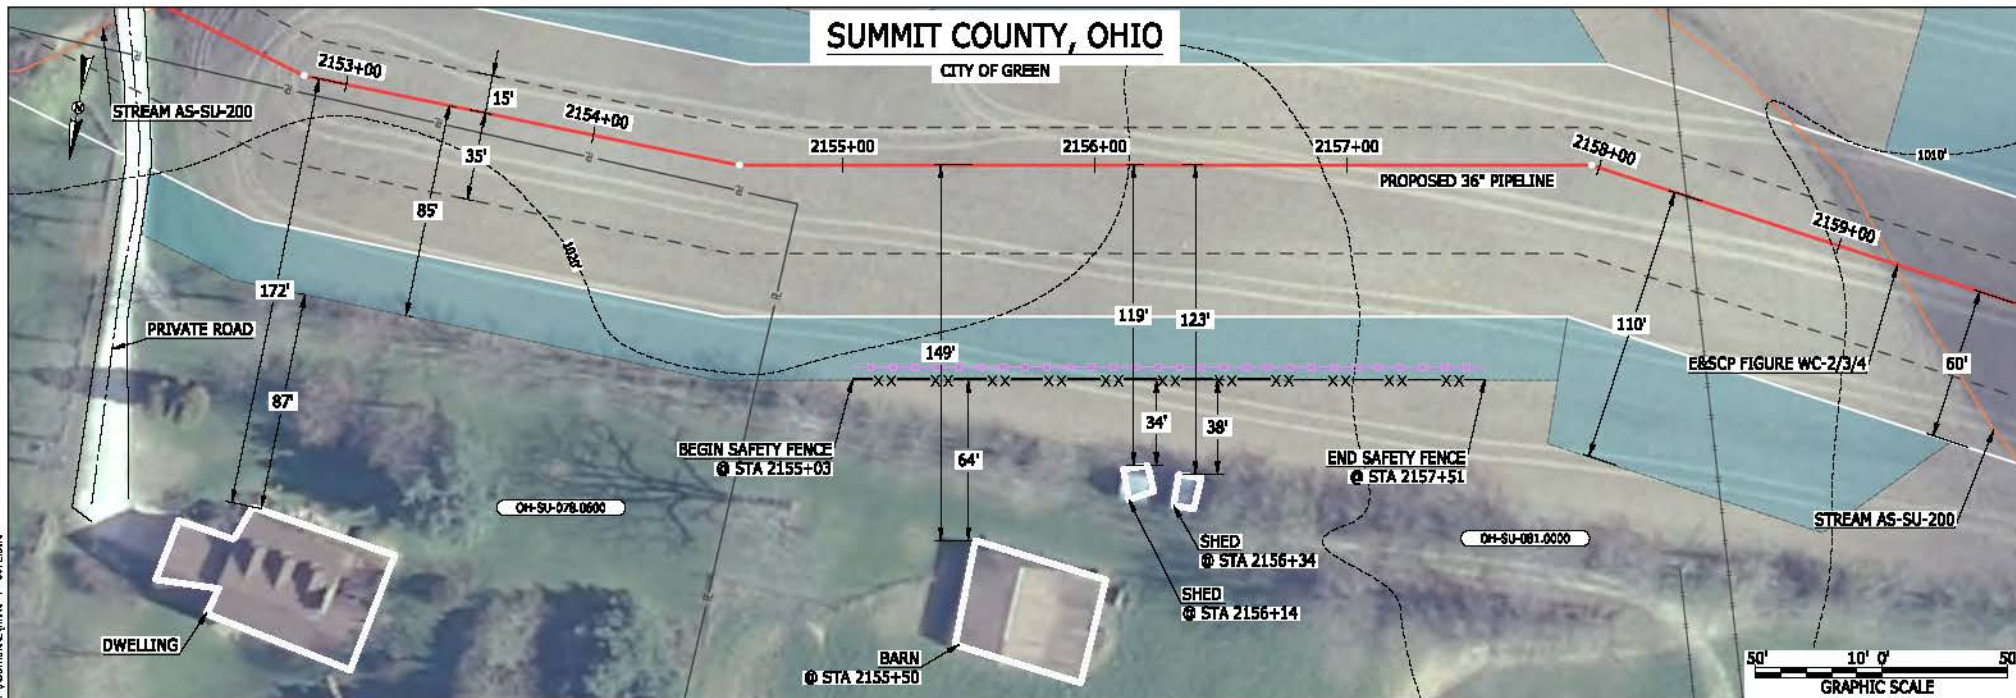 SUMMIT COUNTY, OHIO
CITY OF GREEN
2153+00
15'
STREAM AS-SU-200
2154+00
35'
2155+00
2156+00
2157+00
2158+00
1010'
PROPOSED 36" PIPELINE
85'
2159+00
1020'
172'
119'
123'
110'
PRIVATE ROAD
149'
E&SCP FIGURE WC-2/3/4
60'
87'
34'
38'
BEGIN SAFETY FENCE
@ STA 2155+03
64'
END SAFETY FENCE
@ STA 2157+51
OH-SU-078.0600
STREAM AS-SU-200
OH-SU-081.0000
SHED
@ STA 2156+34
SHED
@ STA 2156+14
DWELLING
BARN
@ STA 2155+50
50' 10' 0' 50
GRAPHIC SCALE